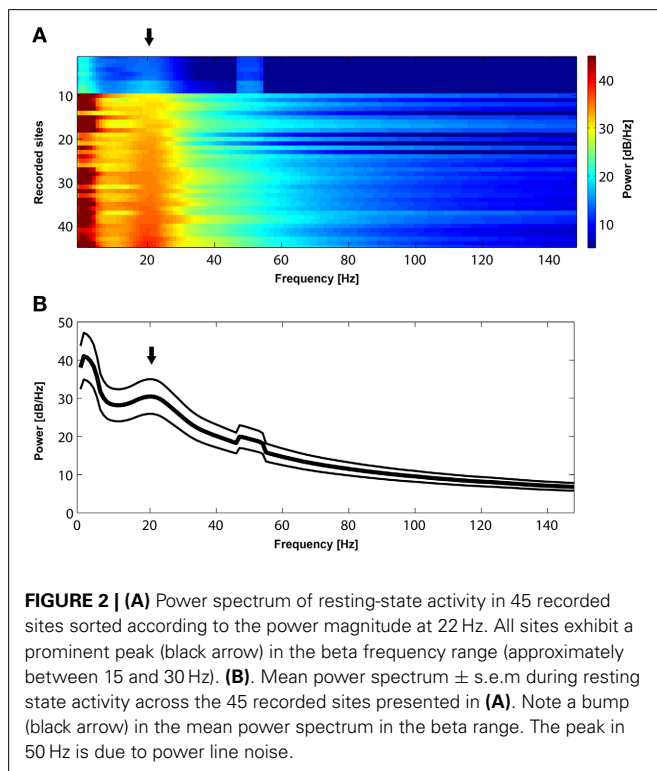 A
Recorded sites
10
20
30
40
20 40 60 80 100 120 140
Frequency [Hz]
40
30
20
10
Power [dB/Hz]
B
Power [dB/Hz]
50
40
30
20
10
0
0 20 40 60 80 100 120 140
Frequency [Hz]
FIGURE 2 | (A) Power spectrum of resting-state activity in 45 recorded
sites sorted according to the power magnitude at 22 Hz. All sites exhibit a
prominent peak (black arrow) in the beta frequency range (approximately
between 15 and 30 Hz). (B). Mean power spectrum ± s.e.m during resting
state activity across the 45 recorded sites presented in (A). Note a bump
(black arrow) in the mean power spectrum in the beta range. The peak in
50 Hz is due to power line noise.